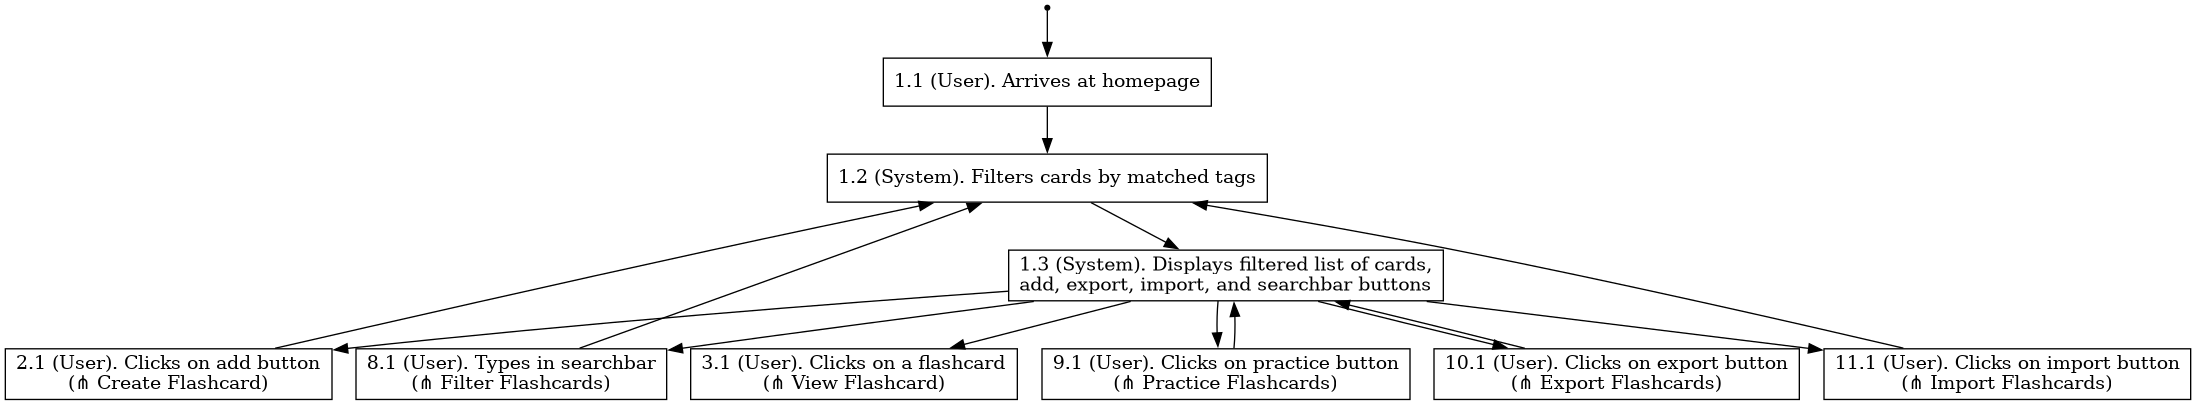 1.1 (User). Arrives at homepage
1.2 (System). Filters cards by matched tags
1.3 (System). Displays filtered list of cards,
add, export, import, and searchbar buttons
2.1 (User). Clicks on add button
(⋔ Create Flashcard)
8.1 (User). Types in searchbar
(⋔ Filter Flashcards)
3.1 (User). Clicks on a flashcard
(⋔ View Flashcard)
9.1 (User). Clicks on practice button
(⋔ Practice Flashcards)
10.1 (User). Clicks on export button
(⋔ Export Flashcards)
11.1 (User). Clicks on import button
(⋔ Import Flashcards)